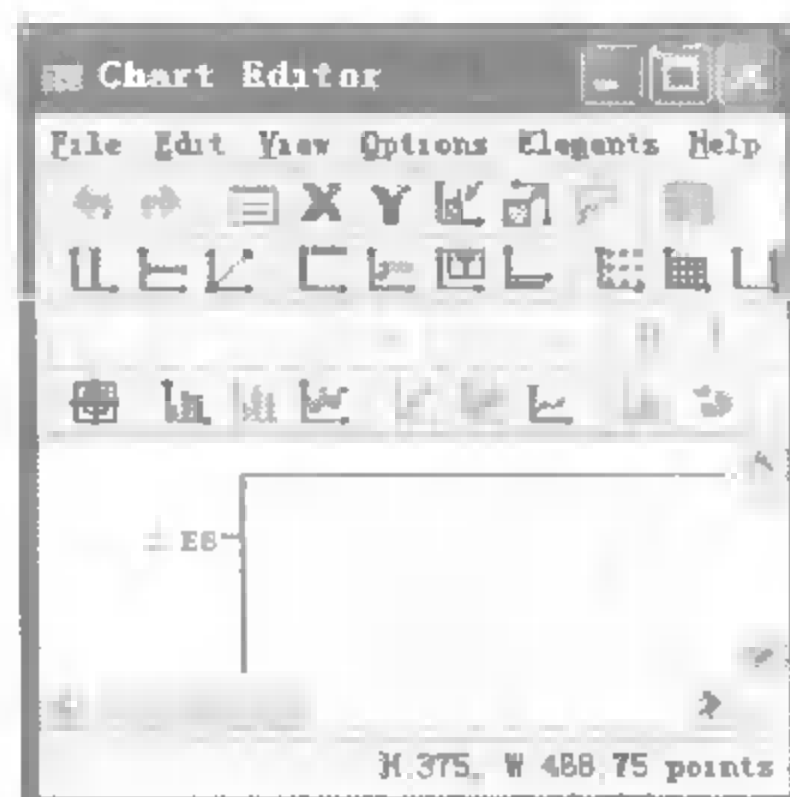 Chart Editor
File Edit View Options Elements Help
X Y
H 375, W 488.75 points